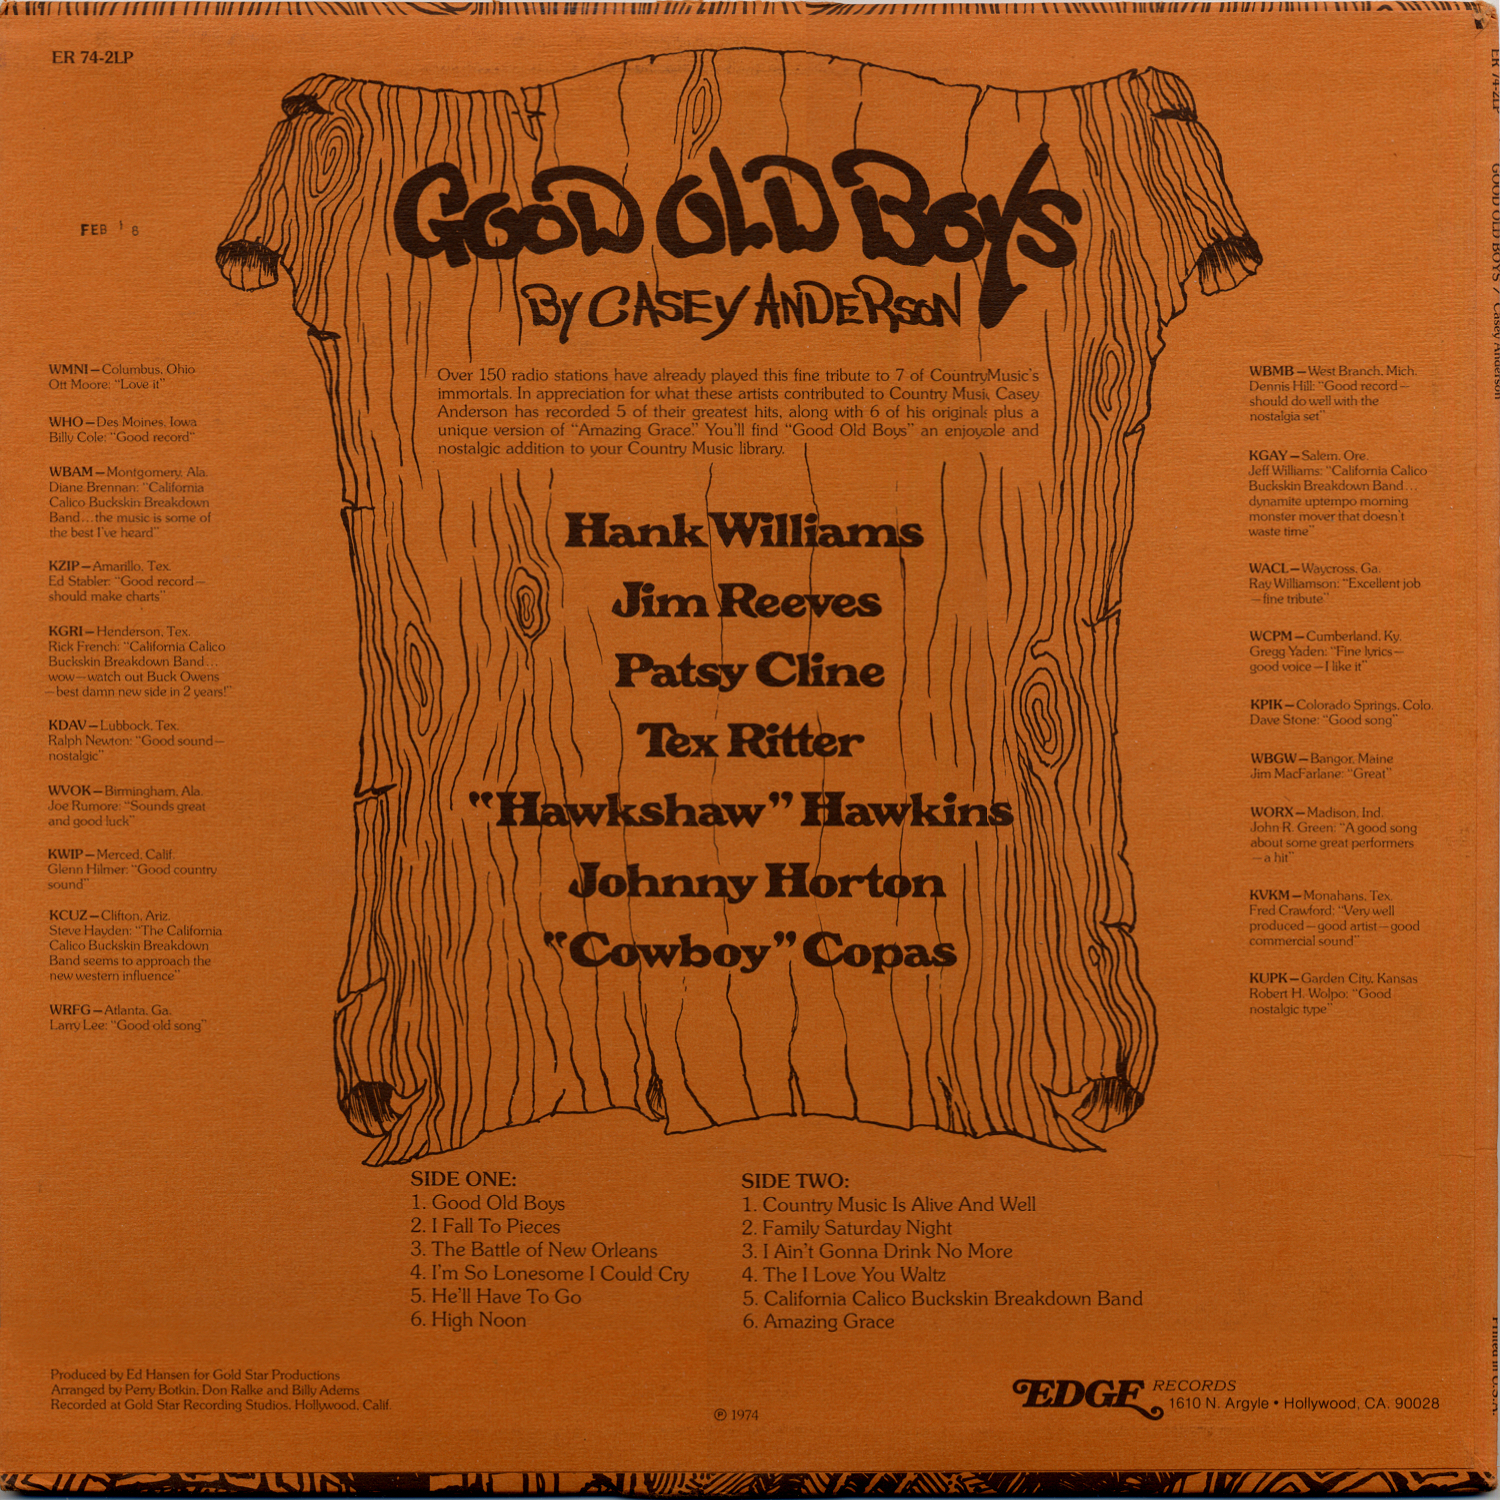 ER 74-2LP
GOOD OLD BOYS
BY CASEY ANDERSON
FEB 8
Over 150 radio stations have already played this fine tribute to 7 of CountryMusic's
immortals. In appreciation for what these artists contributed to Country Music Casey
Anderson has recorded 5 of their greatest hits, along with 6 of his originals plus a
unique version of "Amazing Grace." You'll find "Good Old Boys" an enjoyable and
nostalgic addition to your Country Music library.
Hank Williams
Jim Reeves
Patsy Cline
Tex Ritter
"Hawkshaw" Hawkins
Johnny Horton
"Cowboy" Copas
WMNI—Columbus, Ohio
Ott Moore: "Love it"
WHO—Des Moines, Iowa
Billy Cole: "Good record"
WBAM—Montgomery, Ala.
Diane Brennan: "California
Calico Buckskin Breakdown
Band...the music is some of
the best I've heard"
KZIP—Amarillo, Tex.
Ed Stabler: "Good record—
should make charts"
KGRI—Henderson, Tex.
Rick French: "California Calico
Buckskin Breakdown Band...
wow—watch out Buck Owens
—best damn new side in 2 years!"
KDAV—Lubbock, Tex.
Ralph Newton: "Good sound—
nostalgic"
WVOK—Birmingham, Ala.
Joe Rumore: "Sounds great
and good luck"
KWIP—Merced, Calif.
Glenn Hilmer: "Good country
sound"
KCUZ—Clifton, Ariz.
Steve Hayden: "The California
Calico Buckskin Breakdown
Band seems to approach the
new western influence"
WRFG—Atlanta, Ga.
Larry Lee: "Good old song"
WBMB—West Branch, Mich.
Dennis Hill: "Good record—
should do well with the
nostalgia set"
KGAY—Salem, Ore.
Jeff Williams: "California Calico
Buckskin Breakdown Band...
dynamite uptempo morning
monster mover that doesn't
waste time"
WACL—Waycross, Ga.
Ray Williamson: "Excellent job
—fine tribute"
WCPM—Cumberland, Ky.
Gregg Yaden: "Fine lyrics—
good voice—I like it"
KPIK—Colorado Springs, Colo.
Dave Stone: "Good song"
WBGW—Bangor, Maine
Jim MacFarlane: "Great"
WORX—Madison, Ind.
John R. Green: "A good song
about some great performers
—a hit"
KVKM—Monahans, Tex.
Fred Crawford: "Very well
produced—good artist—good
commercial sound"
KUPK—Garden City, Kansas
Robert H. Wolpo: "Good
nostalgic type"
SIDE ONE:
1. Good Old Boys
2. I Fall To Pieces
3. The Battle of New Orleans
4. I'm So Lonesome I Could Cry
5. He'll Have To Go
6. High Noon
SIDE TWO:
1. Country Music Is Alive And Well
2. Family Saturday Night
3. I Ain't Gonna Drink No More
4. The I Love You Waltz
5. California Calico Buckskin Breakdown Band
6. Amazing Grace
Produced by Ed Hansen for Gold Star Productions
Arranged by Perry Botkin, Don Ralke and Billy Adems
Recorded at Gold Star Recording Studios, Hollywood, Calif.
℗ 1974
EDGE RECORDS
1610 N. Argyle • Hollywood, CA. 90028
ER 74-2LP
GOOD OLD BOYS / Casey Anderson